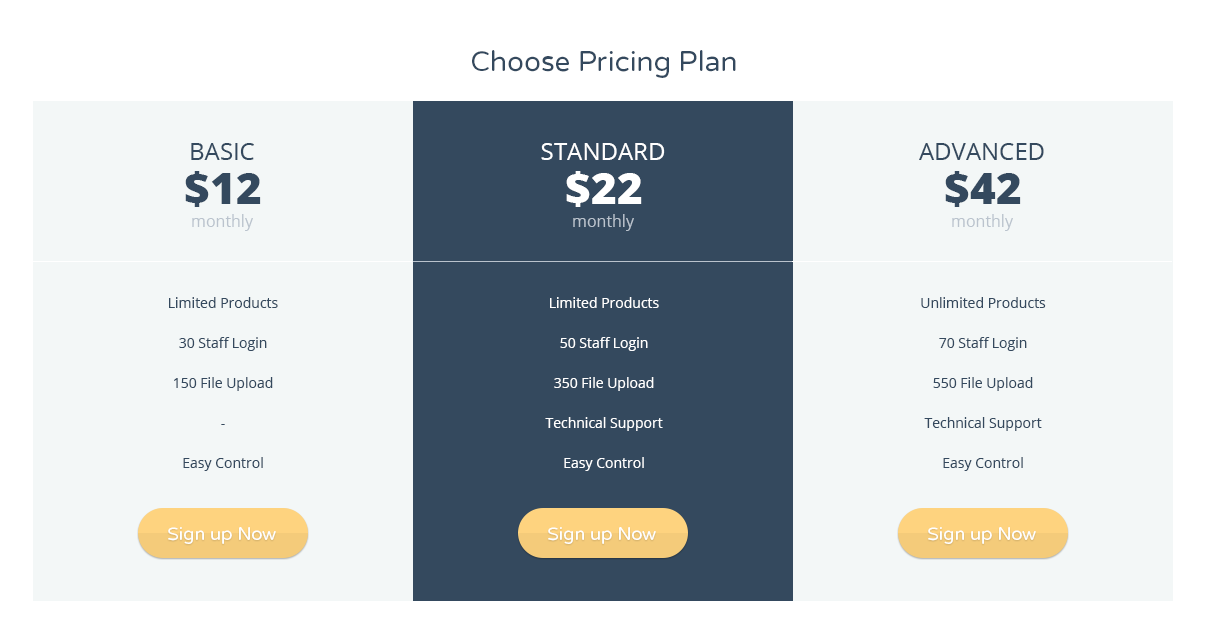 Choose Pricing Plan
BASIC
$12
monthly
Limited Products
30 Staff Login
150 File Upload
-
Easy Control
Sign up Now
STANDARD
$22
monthly
Limited Products
50 Staff Login
350 File Upload
Technical Support
Easy Control
Sign up Now
ADVANCED
$42
monthly
Unlimited Products
70 Staff Login
550 File Upload
Technical Support
Easy Control
Sign up Now